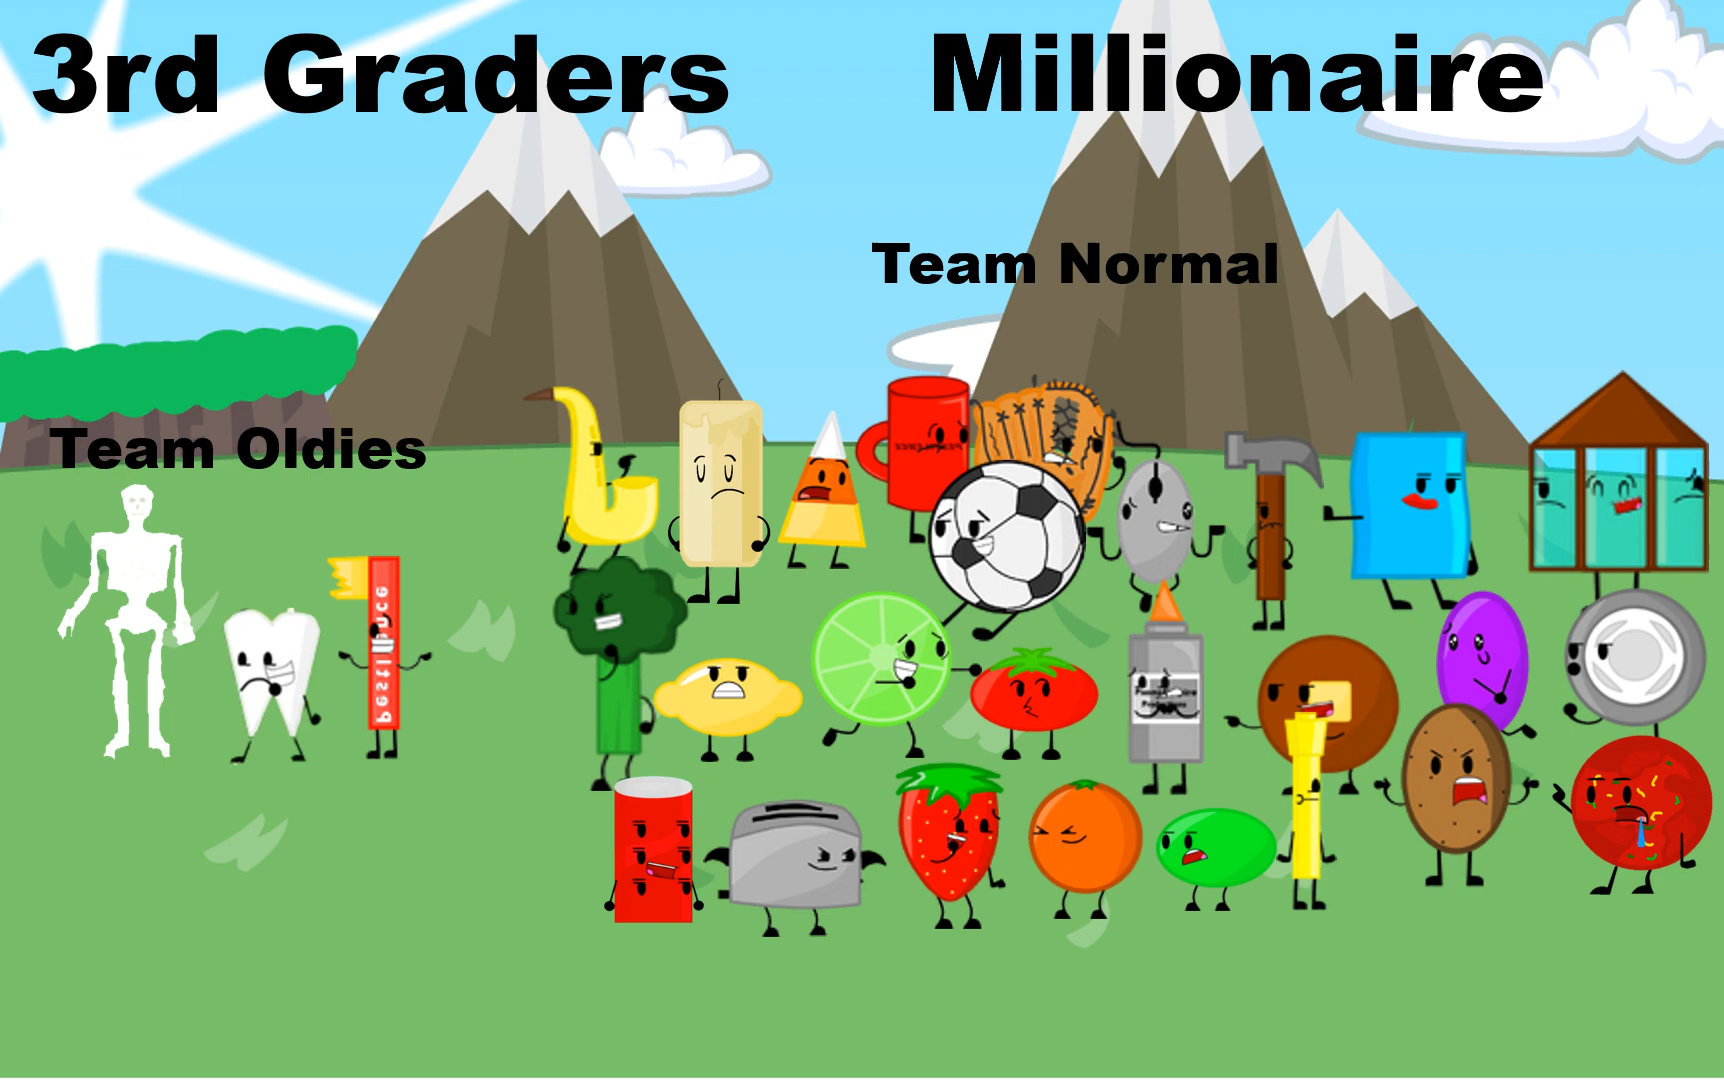 3rd Graders
Millionaire
Team Normal
Team Oldies